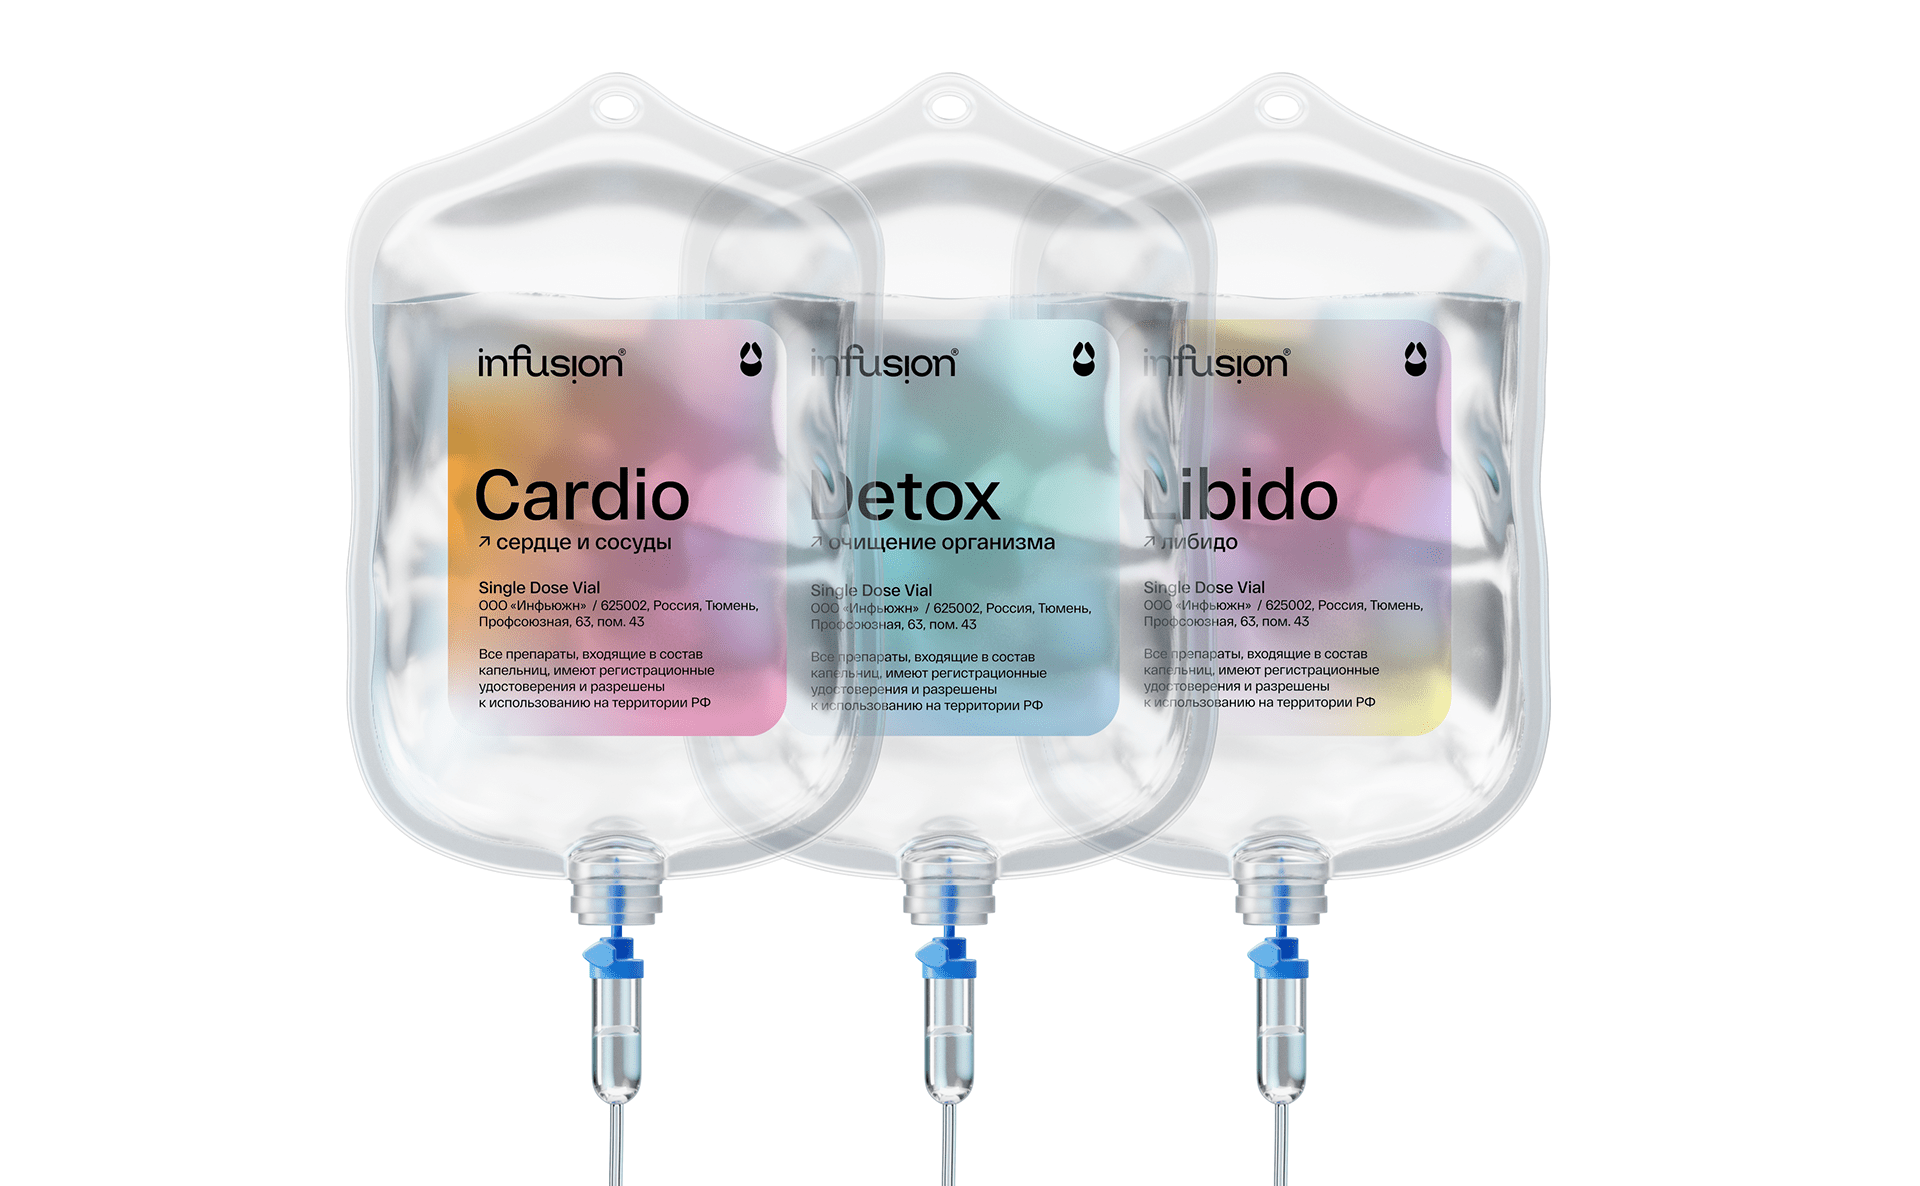 infusion®
Cardio
↗ сердце и сосуды
Single Dose Vial
ООО «Инфьюжн» / 625002, Россия, Тюмень,
Профсоюзная, 63, пом. 43
Все препараты, входящие в состав
капельниц, имеют регистрационные
удостоверения и разрешены
к использованию на территории РФ
infusion®
Detox
↗ очищение организма
Single Dose Vial
ООО «Инфьюжн» / 625002, Россия, Тюмень,
Профсоюзная, 63, пом. 43
Все препараты, входящие в состав
капельниц, имеют регистрационные
удостоверения и разрешены
к использованию на территории РФ
infusion®
Libido
↗ либидо
Single Dose Vial
ООО «Инфьюжн» / 625002, Россия, Тюмень,
Профсоюзная, 63, пом. 43
Все препараты, входящие в состав
капельниц, имеют регистрационные
удостоверения и разрешены
к использованию на территории РФ